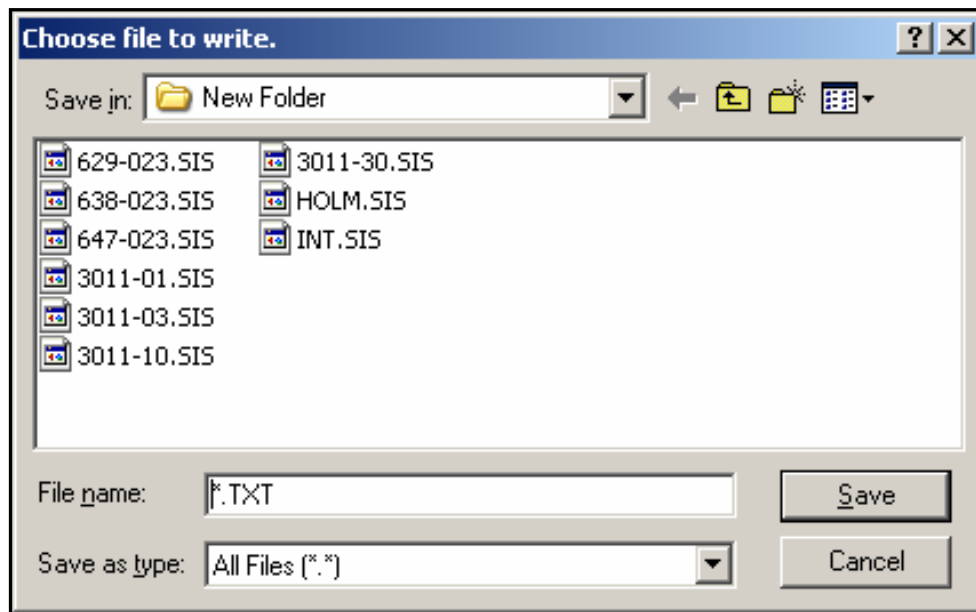 Choose file to write.
Save in: New Folder
629-023.SIS 3011-30.SIS
638-023.SIS HOLM.SIS
647-023.SIS INT.SIS
3011-01.SIS
3011-03.SIS
3011-10.SIS
File name: *.TXT Save
Save as type: All Files (*.*) Cancel